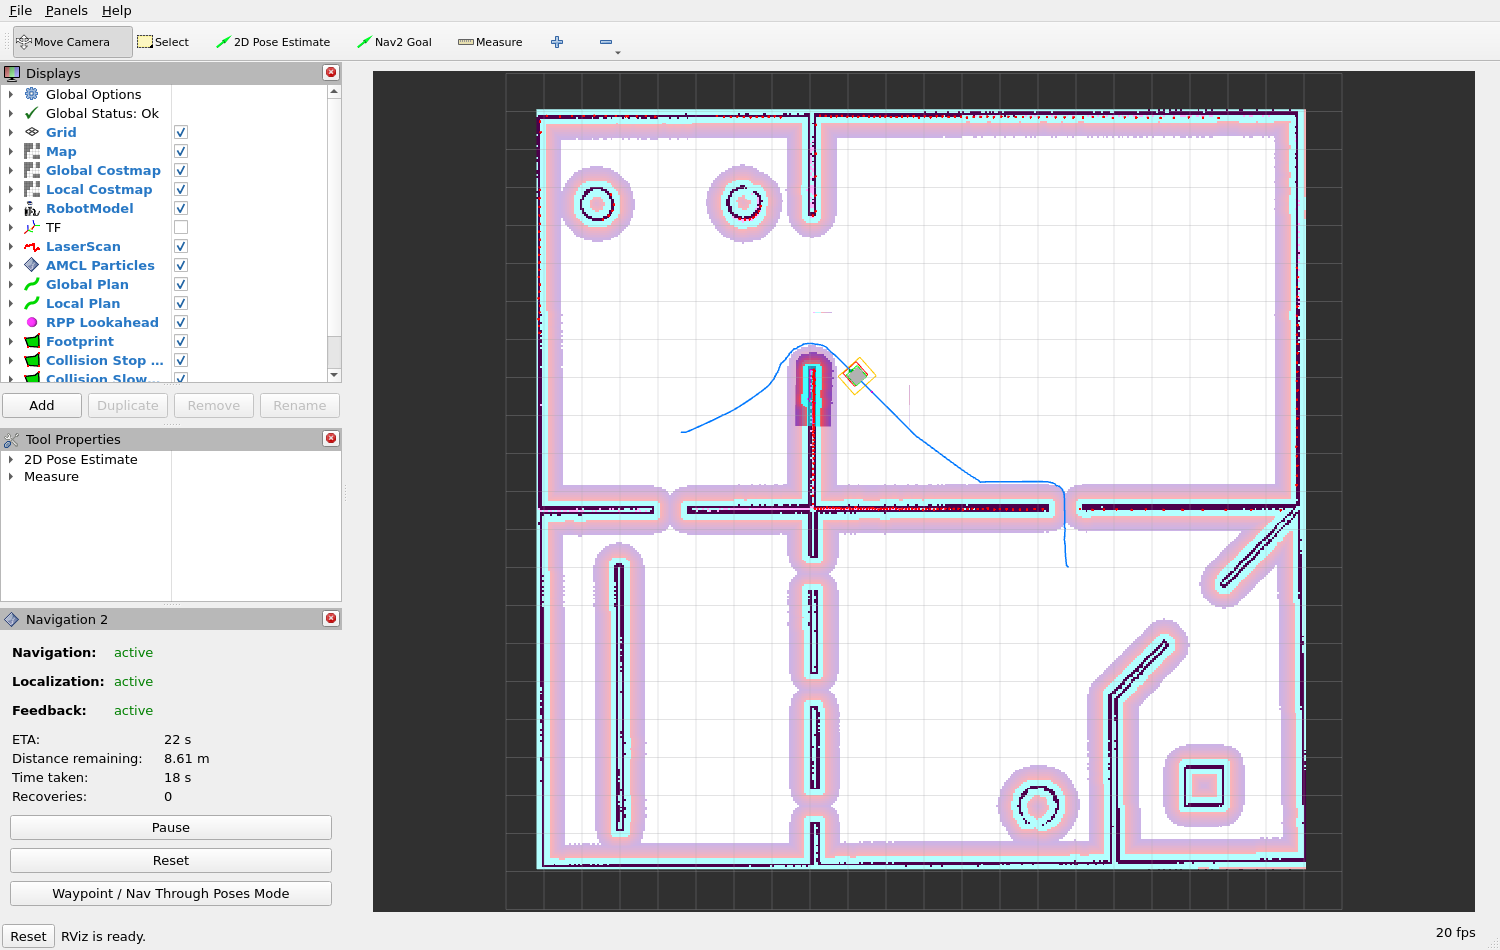 File Panels Help
Move Camera Select 2D Pose Estimate Nav2 Goal Measure
Displays
Global Options
Global Status: Ok
Grid
Map
Global Costmap
Local Costmap
RobotModel
TF
LaserScan
AMCL Particles
Global Plan
Local Plan
RPP Lookahead
Footprint
Collision Stop ...
Collision Slow...
Add Duplicate Remove Rename
Tool Properties
2D Pose Estimate
Measure
Navigation 2
Navigation: active
Localization: active
Feedback: active
ETA: 22 s
Distance remaining: 8.61 m
Time taken: 18 s
Recoveries: 0
Pause
Reset
Waypoint / Nav Through Poses Mode
Reset RViz is ready. 20 fps